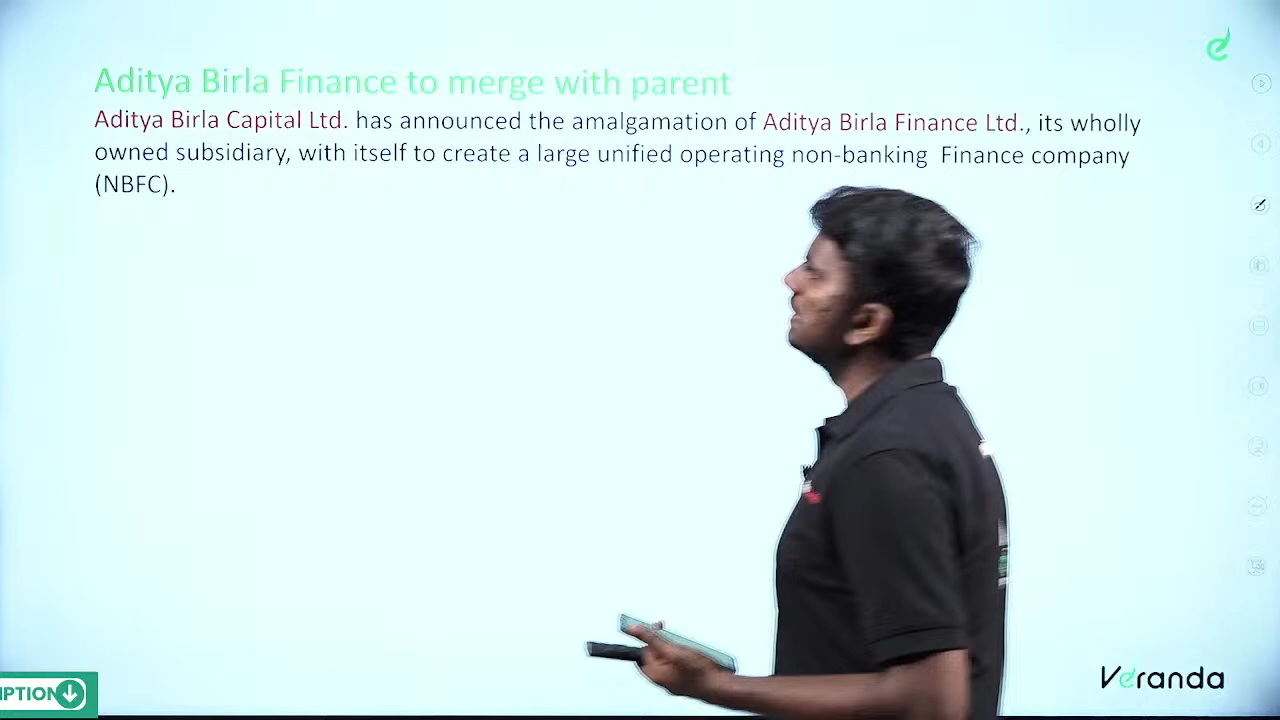 Aditya Birla Finance to merge with parent
Aditya Birla Capital Ltd. has announced the amalgamation of Aditya Birla Finance Ltd., its wholly
owned subsidiary, with itself to create a large unified operating non-banking Finance company
(NBFC).
IPTION
Veranda